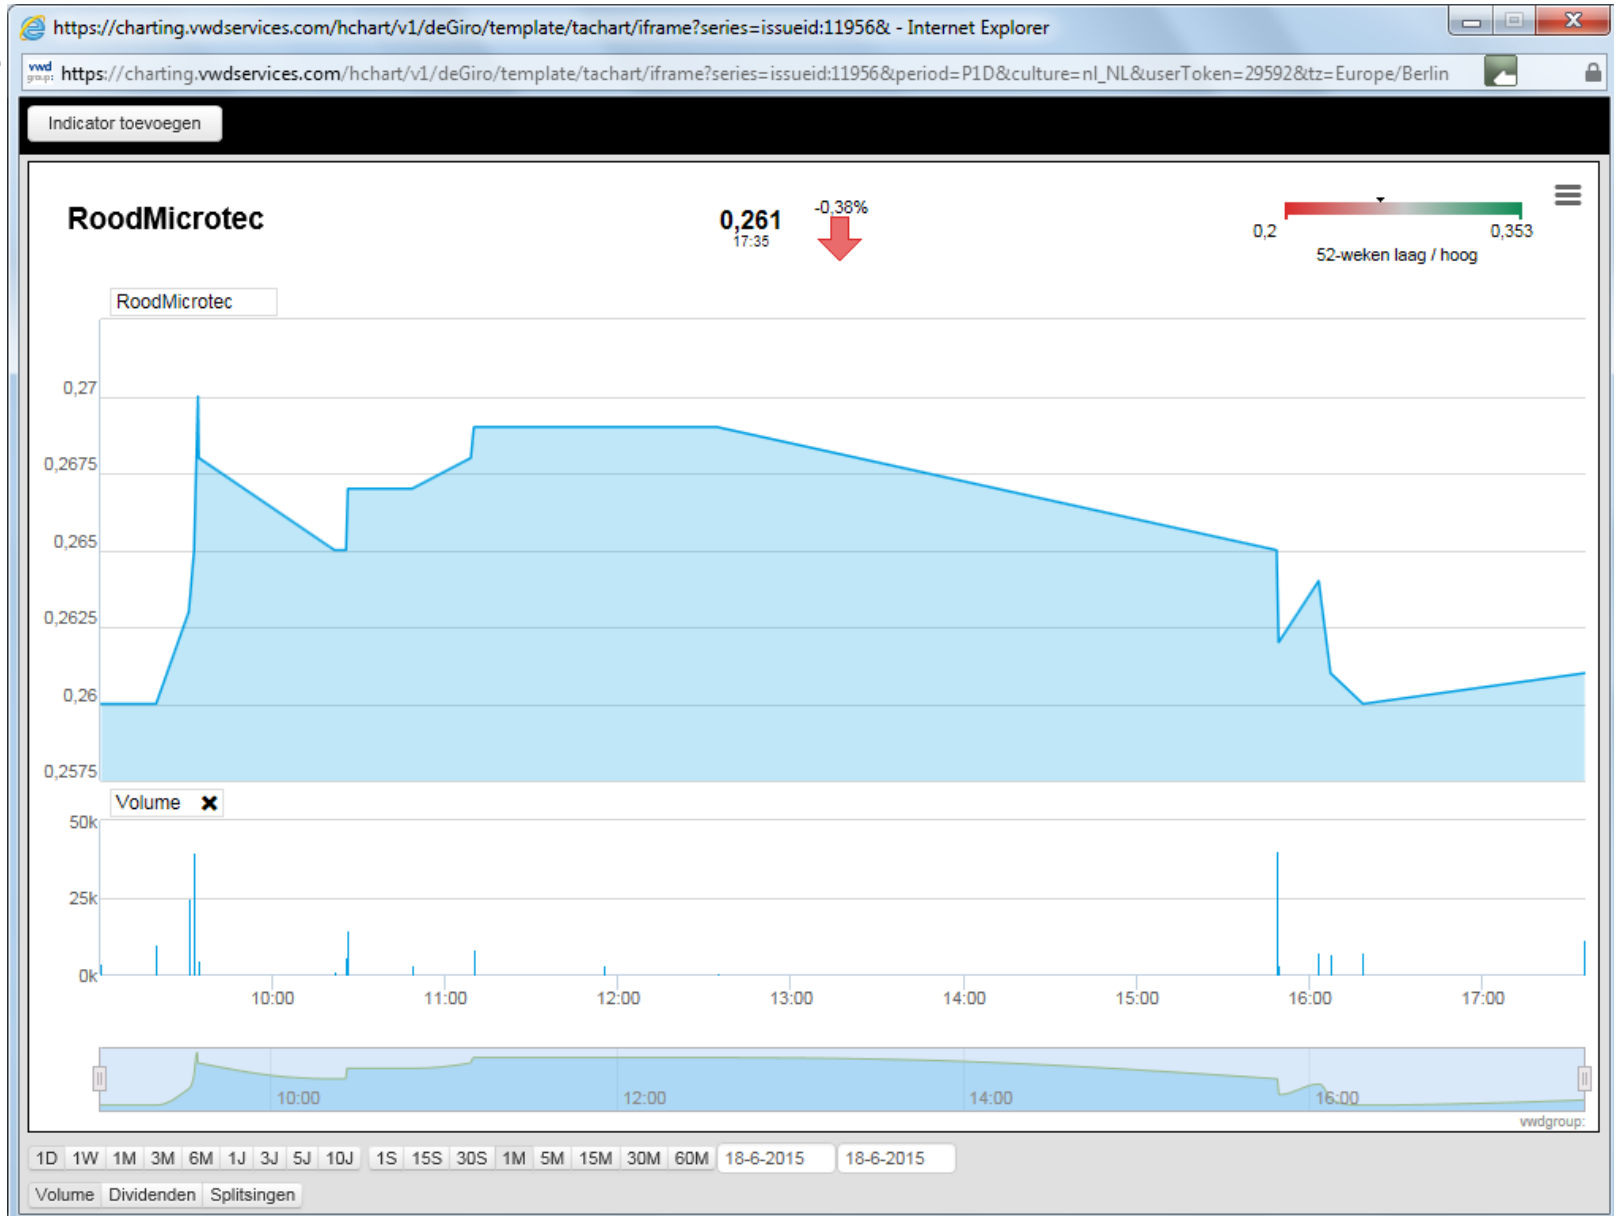 https://charting.vwdservices.com/hchart/v1/deGiro/template/tachart/iframe?series=issueid:11956& - Internet Explorer
vwd group: https://charting.vwdservices.com/hchart/v1/deGiro/template/tachart/iframe?series=issueid:11956&period=P1D&culture=nl_NL&userToken=29592&tz=Europe/Berlin
Indicator toevoegen
RoodMicrotec
0,261
17:35
-0,38%
0,2
0,353
52-weken laag / hoog
RoodMicrotec
0,27
0,2675
0,265
0,2625
0,26
0,2575
Volume
50k
25k
0k
10:00 11:00 12:00 13:00 14:00 15:00 16:00 17:00
10:00 12:00 14:00 16:00
vwdgroup:
1D 1W 1M 3M 6M 1J 3J 5J 10J 1S 15S 30S 1M 5M 15M 30M 60M 18-6-2015 18-6-2015
Volume Dividenden Splitsingen